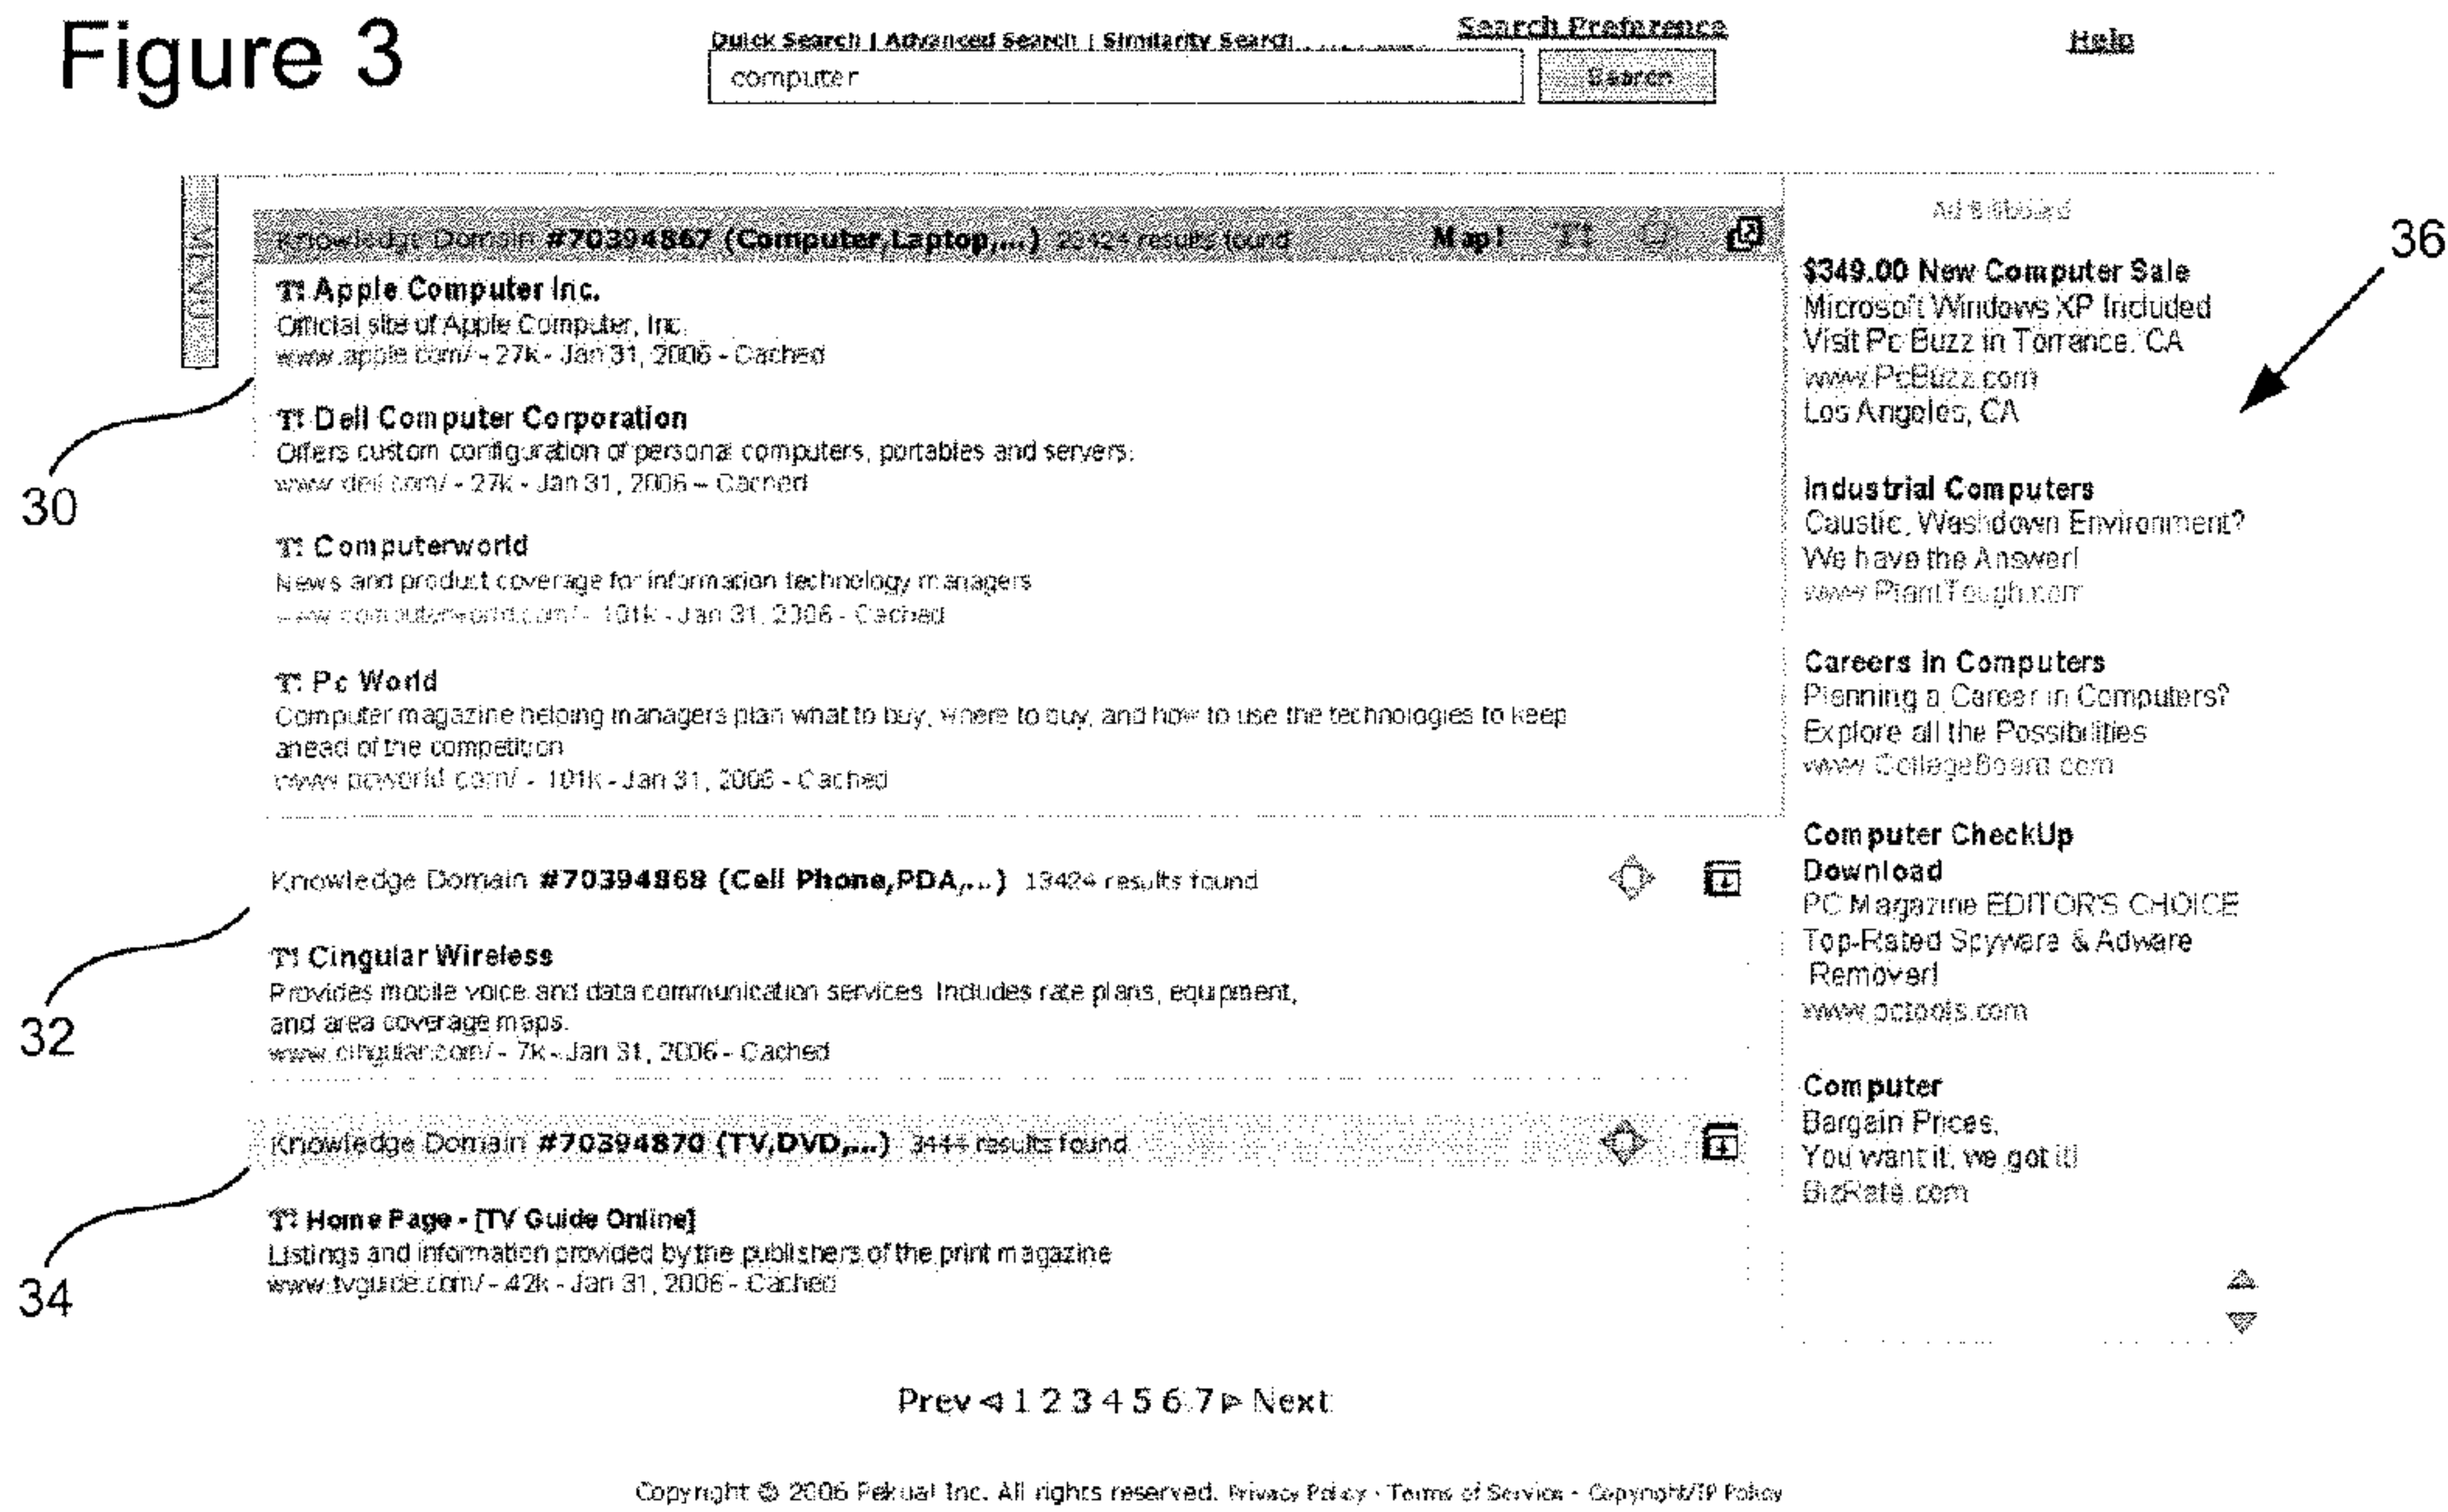 Figure 3
Quick Search | Advanced Search | Similarity Search
Search Preference
Help
computer
Search
Knowledge Domain #70394867 (Computer,Laptop,...) 23424 results found
Map!
T!
T! Apple Computer Inc.
Official site of Apple Computer, Inc.
www.apple.com/ - 27k - Jan 31, 2006 - Cached
T! Dell Computer Corporation
Offers custom configuration of personal computers, portables and servers.
www.dell.com/ - 27k - Jan 31, 2006 – Cached
T! Computerworld
News and product coverage for information technology managers
www.computerworld.com/ - 101k - Jan 31, 2006 - Cached
T! Pc World
Computer magazine helping managers plan what to buy, where to buy, and how to use the technologies to keep
ahead of the competition
www.pcworld.com/ - 101k - Jan 31, 2006 - Cached
30
Knowledge Domain #70394868 (Cell Phone,PDA,...) 13424 results found
T! Cingular Wireless
Provides mobile voice and data communication services. Includes rate plans, equipment,
and area coverage maps.
www.cingular.com/ - 7k - Jan 31, 2006 - Cached
32
Knowledge Domain #70394870 (TV,DVD,...) 3444 results found
T! Home Page - [TV Guide Online]
Listings and information provided by the publishers of the print magazine
www.tvguide.com/ - 42k - Jan 31, 2006 - Cached
34
Ad Billboard
36
$349.00 New Computer Sale
Microsoft Windows XP Included
Visit Pc Buzz in Torrance, CA
www.PcBuzz.com
Los Angeles, CA
Industrial Computers
Caustic, Washdown Environment?
We have the Answer!
www.PlantTough.com
Careers in Computers
Planning a Career in Computers?
Explore all the Possibilities
www.CollegeBoard.com
Computer CheckUp
Download
PC Magazine EDITOR'S CHOICE
Top-Rated Spyware & Adware
Remover!
www.pctools.com
Computer
Bargain Prices.
You want it, we got it!
BizRate.com
Prev 1 2 3 4 5 6 7 Next
Copyright © 2006 Pekual Inc. All rights reserved. Privacy Policy - Terms of Service - Copyright/IP Policy